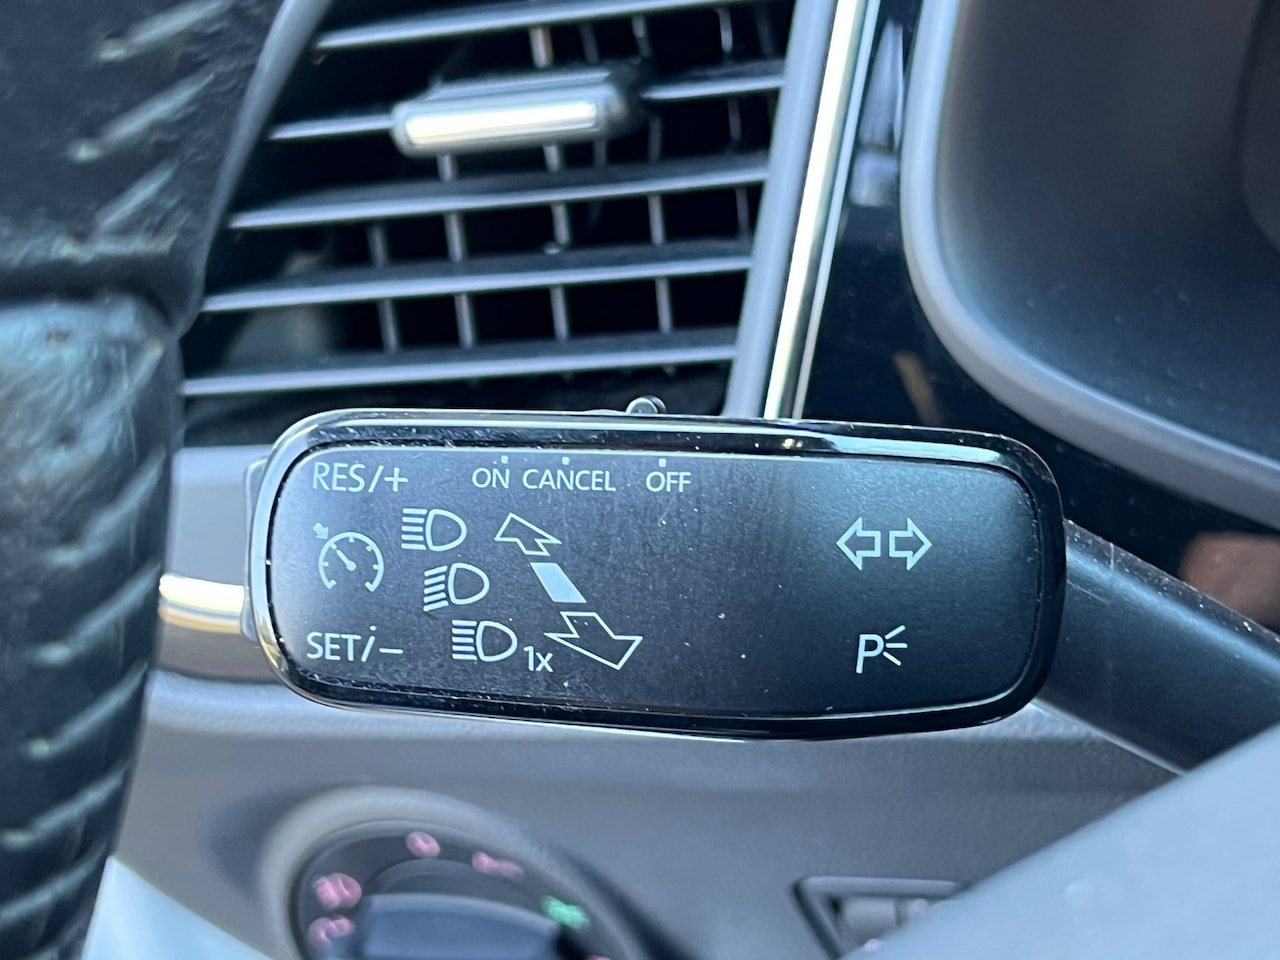 RES/+ ON CANCEL OFF
SET/- 1x P